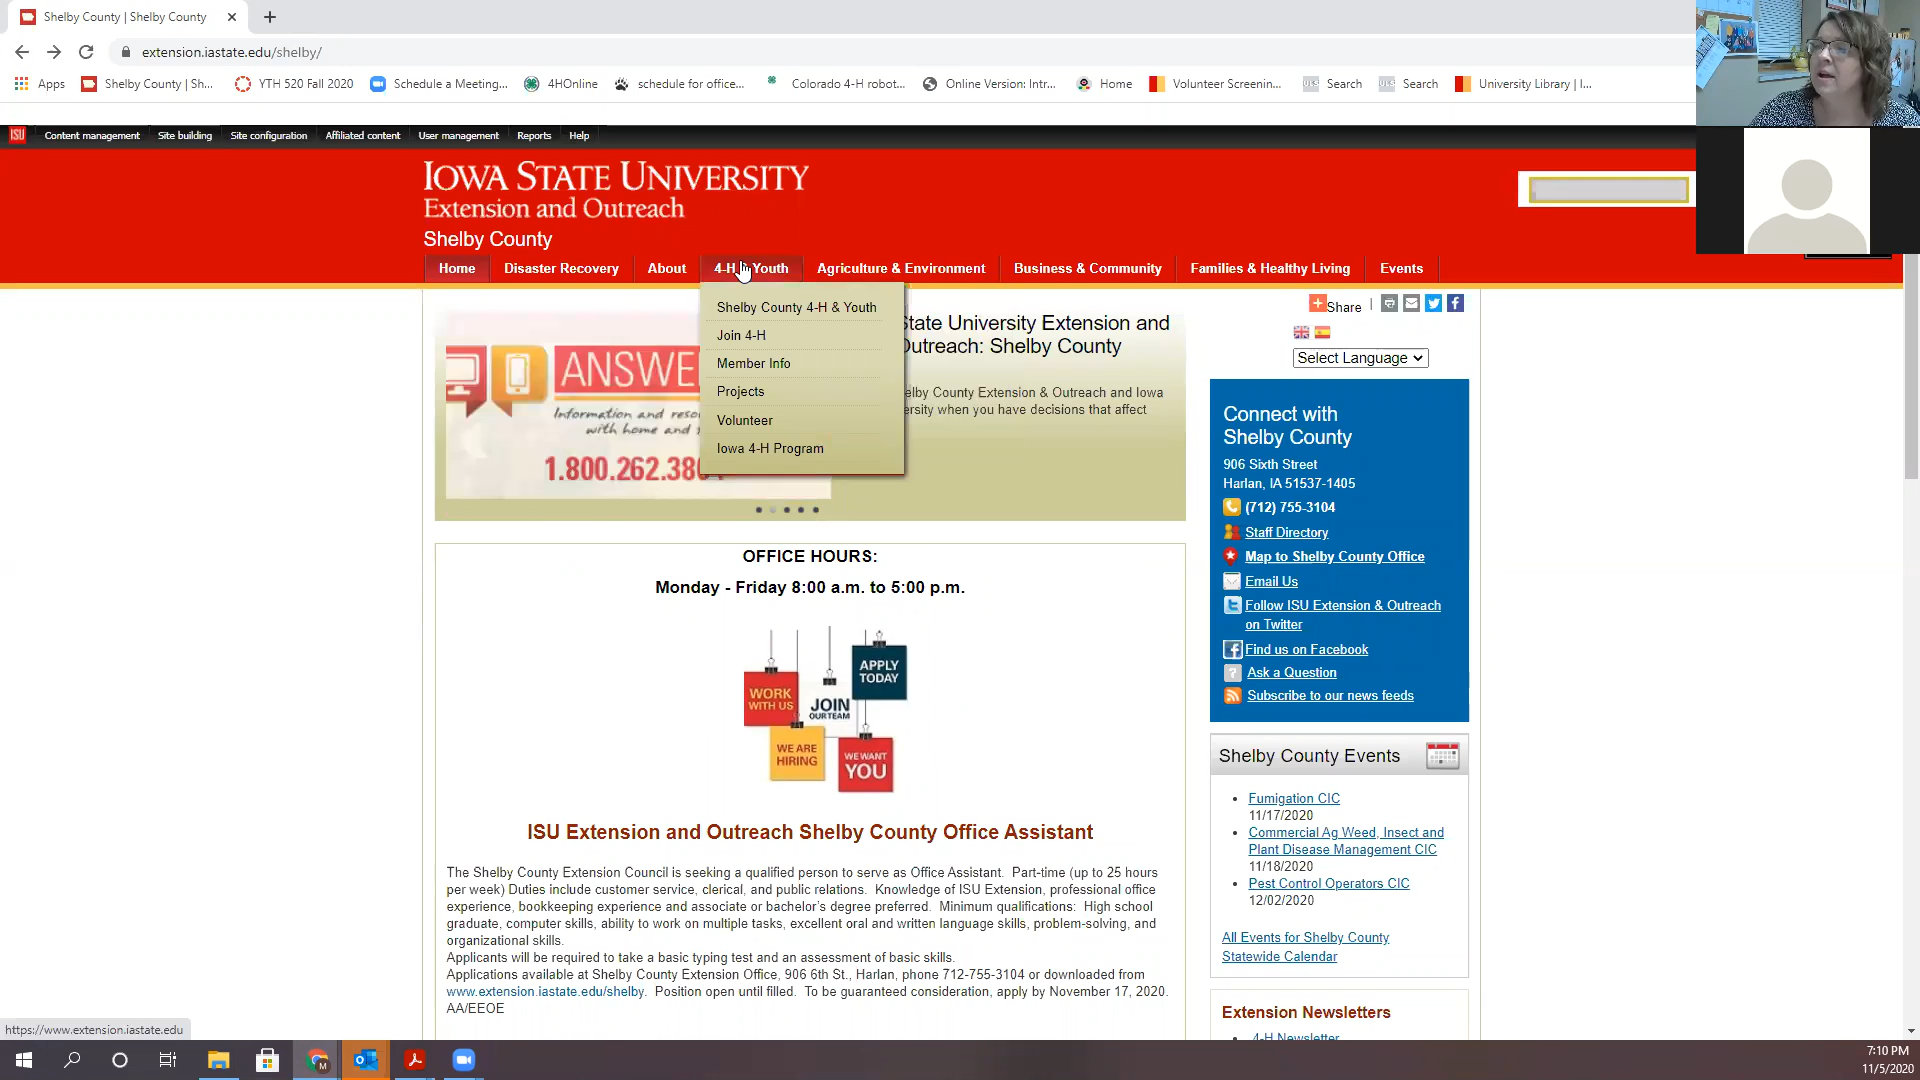 Shelby County | Shelby County
extension.iastate.edu/shelby/
Apps Shelby County | Sh... YTH 520 Fall 2020 Schedule a Meeting... 4HOnline schedule for office... Colorado 4-H robot... Online Version: Intr... Home Volunteer Screenin... Search Search University Library | I...
ISU Content management Site building Site configuration Affiliated content User management Reports Help
IOWA STATE UNIVERSITY
Extension and Outreach
Shelby County
Home Disaster Recovery About 4-H & Youth Agriculture & Environment Business & Community Families & Healthy Living Events
Shelby County 4-H & Youth
Join 4-H
Member Info
Projects
Volunteer
Iowa 4-H Program
ANSWE
Information and reso
with home and
1.800.262.380
State University Extension and
Outreach: Shelby County
elby County Extension & Outreach and Iowa
ersity when you have decisions that affect
Share |
Select Language
Connect with
Shelby County
906 Sixth Street
Harlan, IA 51537-1405
(712) 755-3104
Staff Directory
Map to Shelby County Office
Email Us
Follow ISU Extension & Outreach
on Twitter
Find us on Facebook
Ask a Question
Subscribe to our news feeds
OFFICE HOURS:
Monday - Friday 8:00 a.m. to 5:00 p.m.
APPLY
TODAY
WORK
WITH US
JOIN
OUR TEAM
WE ARE
HIRING
WE WANT
YOU
ISU Extension and Outreach Shelby County Office Assistant
The Shelby County Extension Council is seeking a qualified person to serve as Office Assistant. Part-time (up to 25 hours
per week) Duties include customer service, clerical, and public relations. Knowledge of ISU Extension, professional office
experience, bookkeeping experience and associate or bachelor's degree preferred. Minimum qualifications: High school
graduate, computer skills, ability to work on multiple tasks, excellent oral and written language skills, problem-solving, and
organizational skills.
Applicants will be required to take a basic typing test and an assessment of basic skills.
Applications available at Shelby County Extension Office, 906 6th St., Harlan, phone 712-755-3104 or downloaded from
www.extension.iastate.edu/shelby. Position open until filled. To be guaranteed consideration, apply by November 17, 2020.
AA/EEOE
Shelby County Events
Fumigation CIC
11/17/2020
Commercial Ag Weed, Insect and
Plant Disease Management CIC
11/18/2020
Pest Control Operators CIC
12/02/2020
All Events for Shelby County
Statewide Calendar
Extension Newsletters
4-H Newsletter
https://www.extension.iastate.edu
7:10 PM
11/5/2020